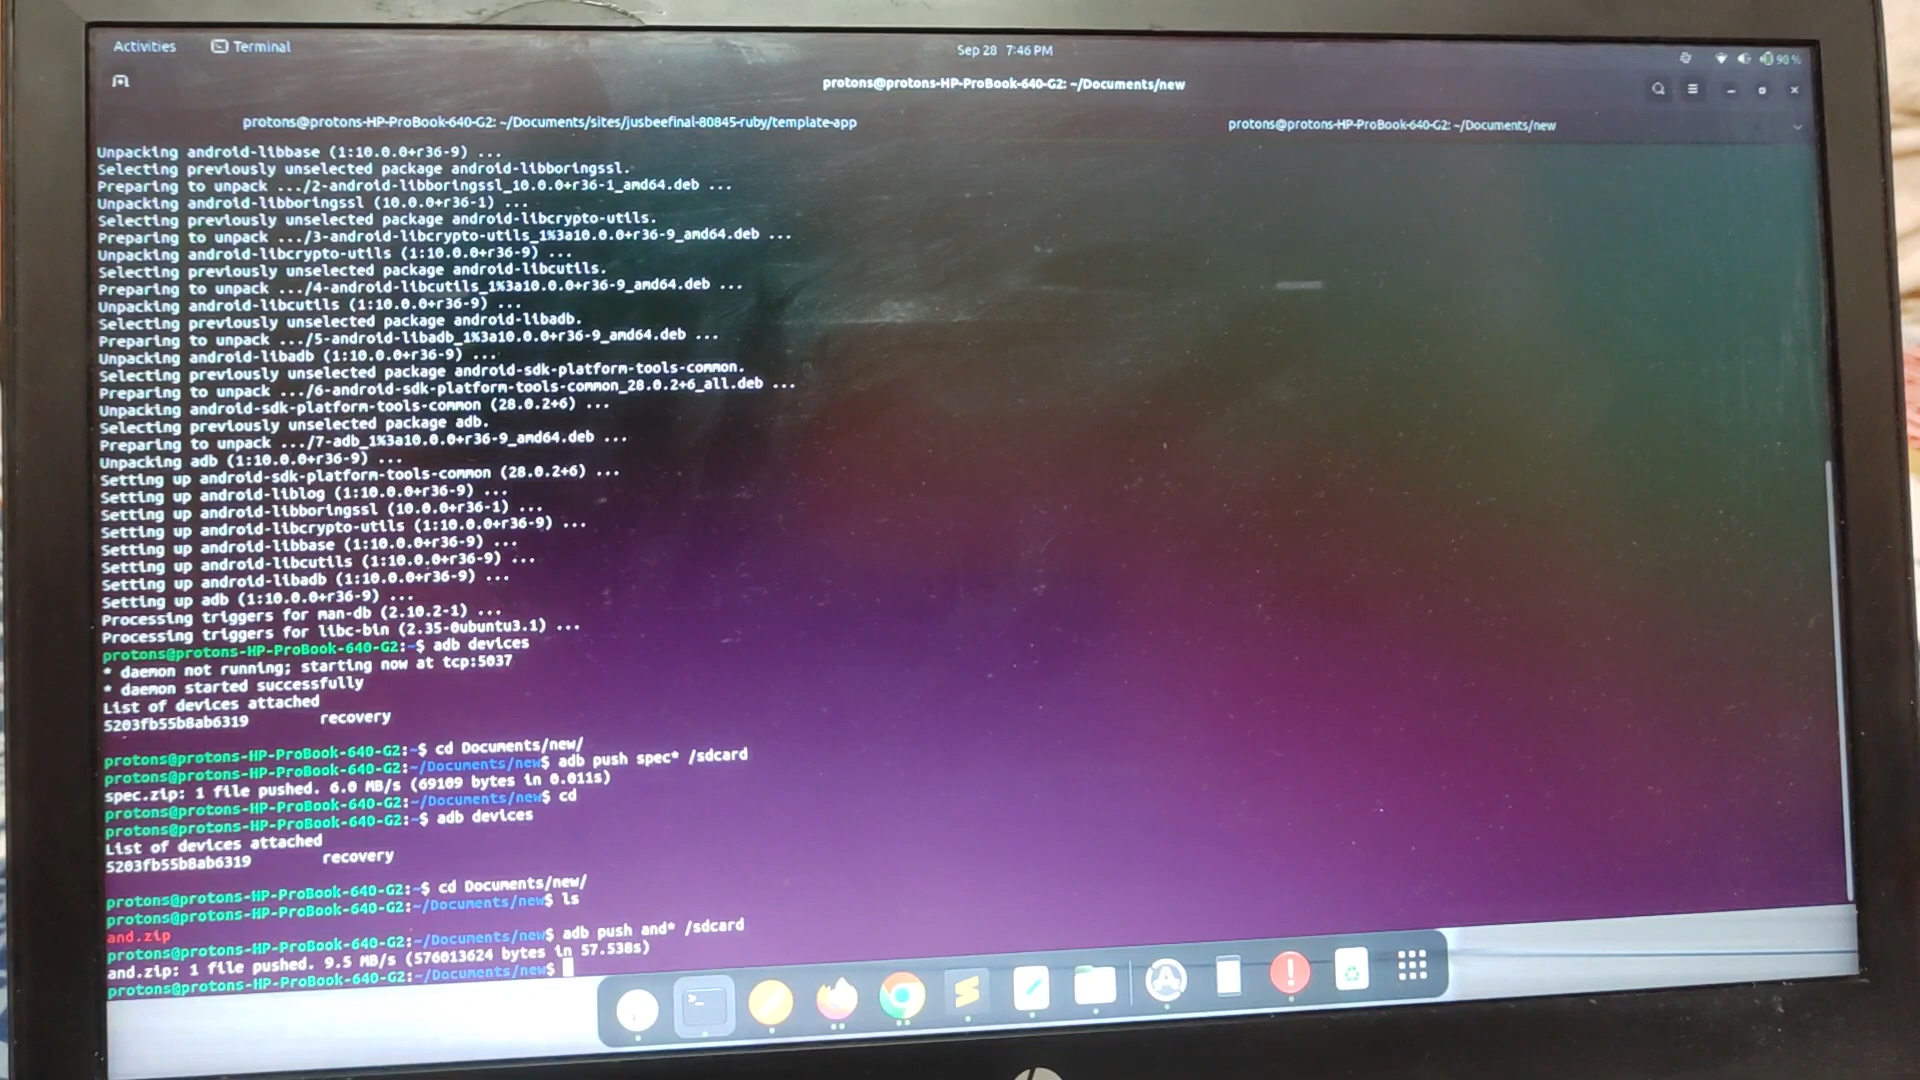 Activities Terminal
Sep 28 7:46 PM
98 %
protons@protons-HP-ProBook-640-G2: ~/Documents/new
protons@protons-HP-ProBook-640-G2: ~/Documents/sites/jusbeefinal-80845-ruby/template-app
protons@protons-HP-ProBook-640-G2: ~/Documents/new
Unpacking android-libbase (1:10.0.0+r36-9) ...
Selecting previously unselected package android-libboringssl.
Preparing to unpack .../2-android-libboringssl_10.0.0+r36-1_amd64.deb ...
Unpacking android-libboringssl (10.0.0+r36-1) ...
Selecting previously unselected package android-libcrypto-utils.
Preparing to unpack .../3-android-libcrypto-utils_1%3a10.0.0+r36-9_amd64.deb ...
Unpacking android-libcrypto-utils (1:10.0.0+r36-9) ...
Selecting previously unselected package android-libcutils.
Preparing to unpack .../4-android-libcutils_1%3a10.0.0+r36-9_amd64.deb ...
Unpacking android-libcutils (1:10.0.0+r36-9) ...
Selecting previously unselected package android-libadb.
Preparing to unpack .../5-android-libadb_1%3a10.0.0+r36-9_amd64.deb ...
Unpacking android-libadb (1:10.0.0+r36-9) ...
Selecting previously unselected package android-sdk-platform-tools-common.
Preparing to unpack .../6-android-sdk-platform-tools-common_28.0.2+6_all.deb ...
Unpacking android-sdk-platform-tools-common (28.0.2+6) ...
Selecting previously unselected package adb.
Preparing to unpack .../7-adb_1%3a10.0.0+r36-9_amd64.deb ...
Unpacking adb (1:10.0.0+r36-9) ...
Setting up android-sdk-platform-tools-common (28.0.2+6) ...
Setting up android-liblog (1:10.0.0+r36-9) ...
Setting up android-libboringssl (10.0.0+r36-1) ...
Setting up android-libcrypto-utils (1:10.0.0+r36-9) ...
Setting up android-libbase (1:10.0.0+r36-9) ...
Setting up android-libcutils (1:10.0.0+r36-9) ...
Setting up android-libadb (1:10.0.0+r36-9) ...
Setting up adb (1:10.0.0+r36-9) ...
Processing triggers for man-db (2.10.2-1) ...
Processing triggers for libc-bin (2.35-0ubuntu3.1) ...
protons@protons-HP-ProBook-640-G2:~$ adb devices
* daemon not running; starting now at tcp:5037
* daemon started successfully
List of devices attached
5203fb55b8ab6319 recovery
protons@protons-HP-ProBook-640-G2:~$ cd Documents/new/
protons@protons-HP-ProBook-640-G2:~/Documents/new$ adb push spec* /sdcard
spec.zip: 1 file pushed. 6.0 MB/s (69109 bytes in 0.011s)
protons@protons-HP-ProBook-640-G2:~/Documents/new$ cd
protons@protons-HP-ProBook-640-G2:~$ adb devices
List of devices attached
5203fb55b8ab6319 recovery
protons@protons-HP-ProBook-640-G2:~$ cd Documents/new/
protons@protons-HP-ProBook-640-G2:~/Documents/new$ ls
and.zip
protons@protons-HP-ProBook-640-G2:~/Documents/new$ adb push and* /sdcard
and.zip: 1 file pushed. 9.5 MB/s (576013624 bytes in 57.538s)
protons@protons-HP-ProBook-640-G2:~/Documents/new$